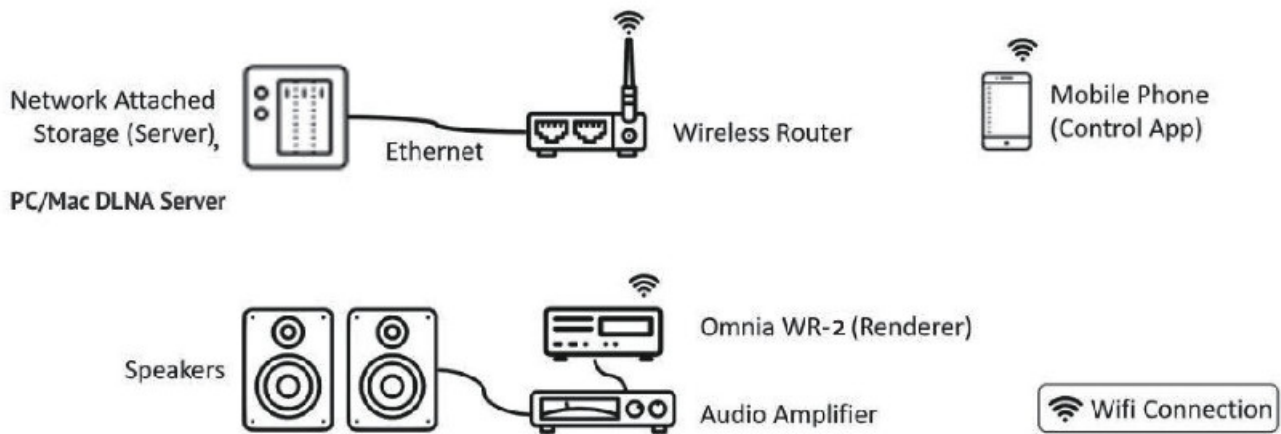 Network Attached
Storage (Server),
Ethernet
Wireless Router
Mobile Phone
(Control App)
PC/Mac DLNA Server
Speakers
Omnia WR-2 (Renderer)
Audio Amplifier
Wifi Connection